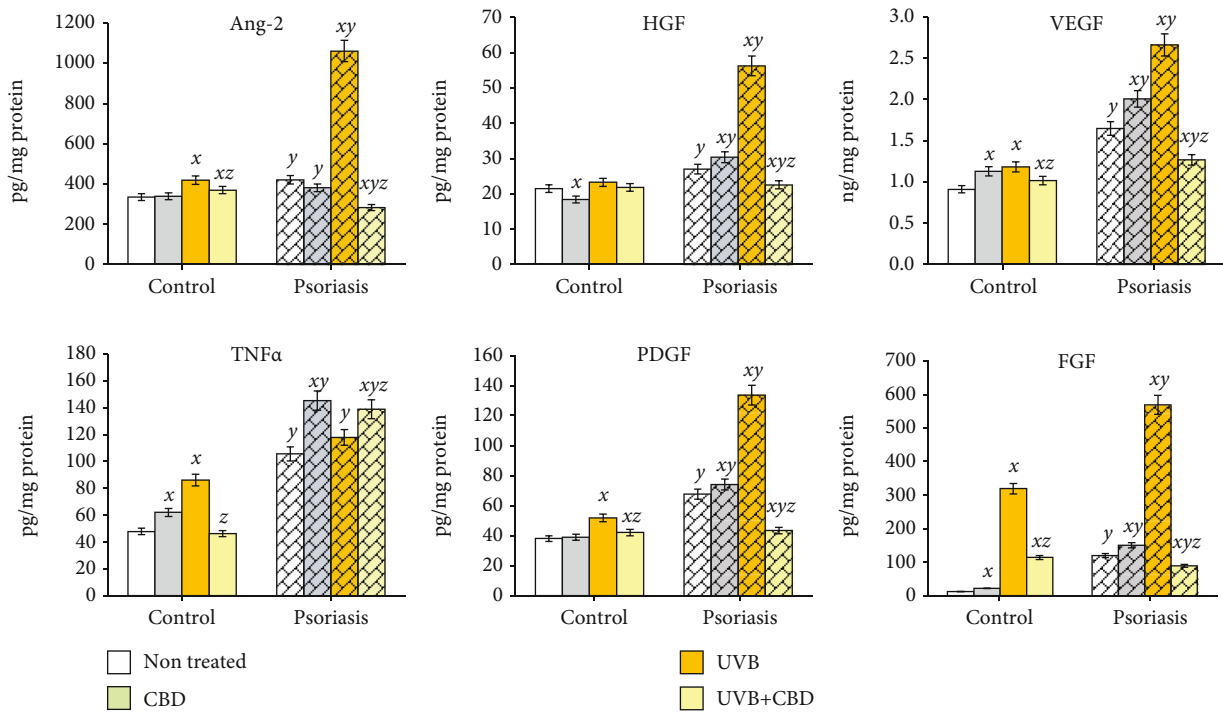 Ang-2
pg/mg protein
1200
1000
800
600
400
200
0
x
xz
y
y
xy
xyz
Control
Psoriasis
HGF
pg/mg protein
70
60
50
40
30
20
10
0
x
y
xy
xy
xyz
Control
Psoriasis
VEGF
ng/mg protein
3.0
2.5
2.0
1.5
1.0
0.5
0.0
x
x
xz
y
xy
xy
xyz
Control
Psoriasis
TNFα
pg/mg protein
180
160
140
120
100
80
60
40
20
0
x
x
z
y
xy
y
xyz
Control
Psoriasis
PDGF
pg/mg protein
160
140
120
100
80
60
40
20
0
x
xz
y
xy
xy
xyz
Control
Psoriasis
FGF
pg/mg protein
700
600
500
400
300
200
100
0
x
x
xz
y
xy
xy
xyz
Control
Psoriasis
Non treated
CBD
UVB
UVB+CBD